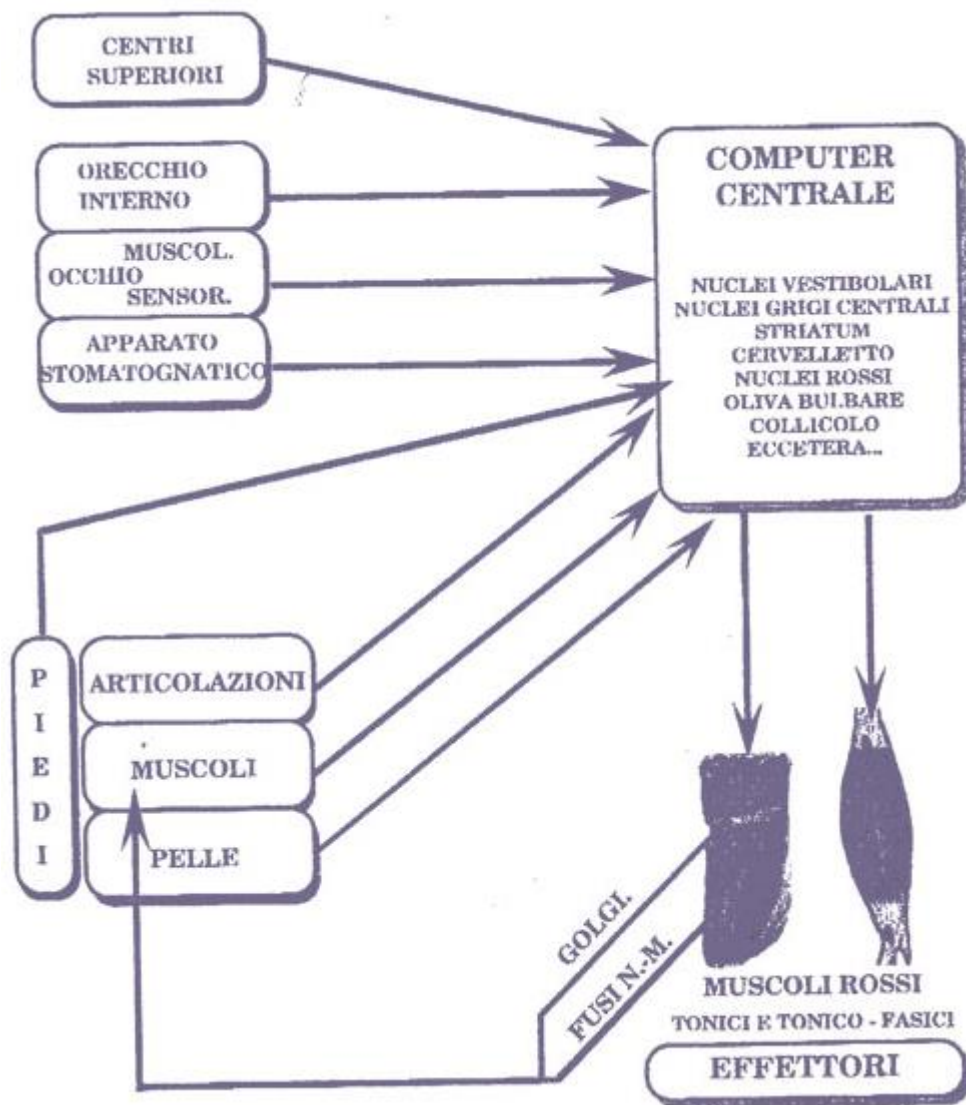 CENTRI
SUPERIORI
ORECCHIO
INTERNO
MUSCOL.
OCCHIO
SENSOR.
APPARATO
STOMATOGNATICO
COMPUTER
CENTRALE
NUCLEI VESTIBOLARI
NUCLEI GRIGI CENTRALI
STRIATUM
CERVELLETTO
NUCLEI ROSSI
OLIVA BULBARE
COLLICOLO
ECCETERA...
PIEDI
ARTICOLAZIONI
MUSCOLI
PELLE
GOLGI.
FUSI N.-M.
MUSCOLI ROSSI
TONICI E TONICO - FASICI
EFFETTORI